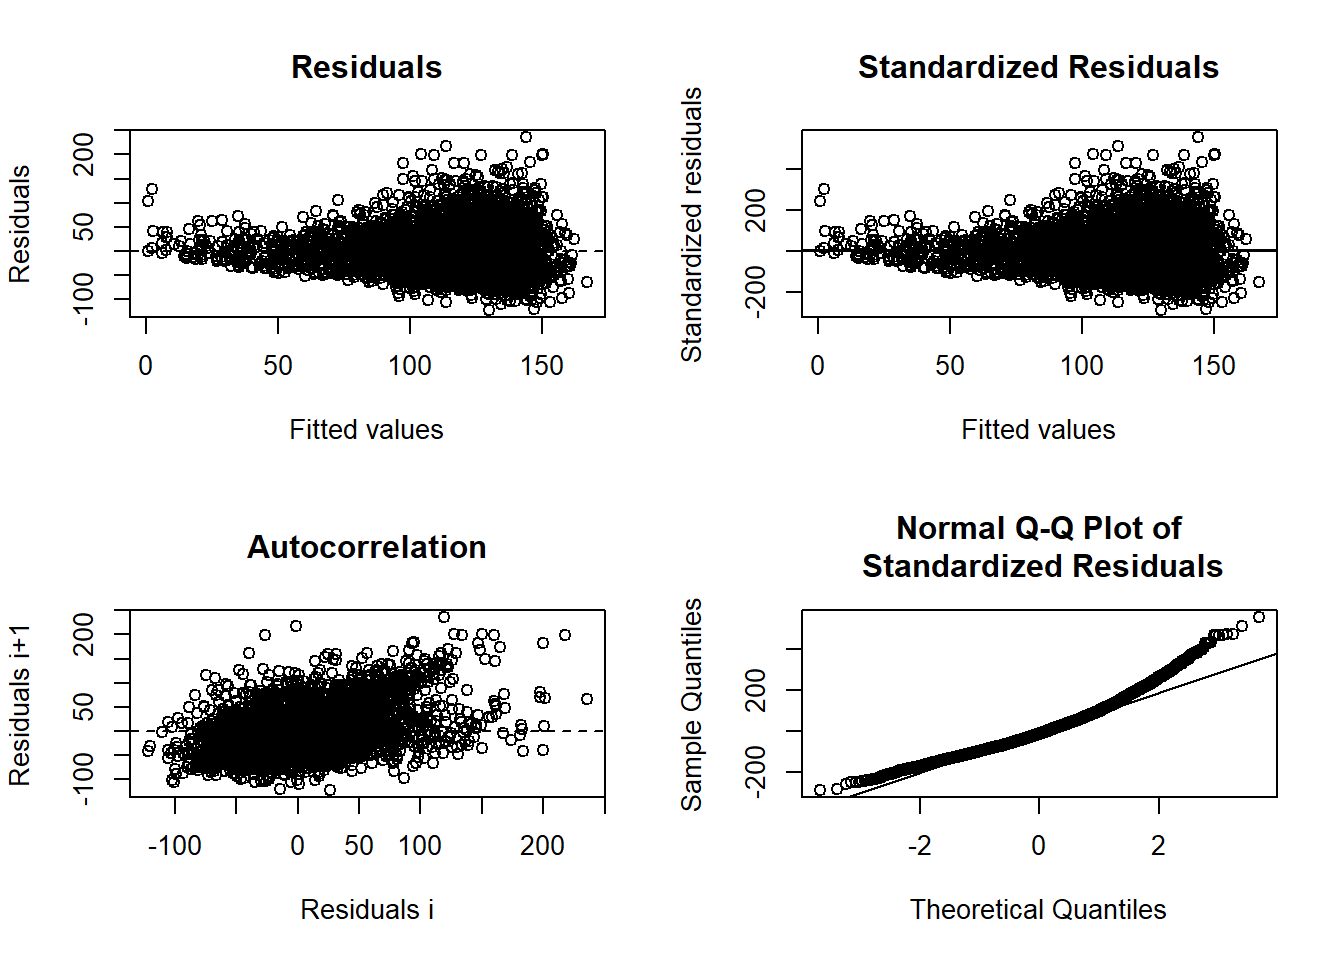 Residuals
Residuals
200
50
-100
0
50
100
150
Fitted values
Standardized Residuals
Standardized residuals
200
-200
0
50
100
150
Fitted values
Autocorrelation
Residuals i+1
200
50
-100
-100
0
50
100
200
Residuals i
Normal Q-Q Plot of
Standardized Residuals
Sample Quantiles
200
-200
-2
0
2
Theoretical Quantiles